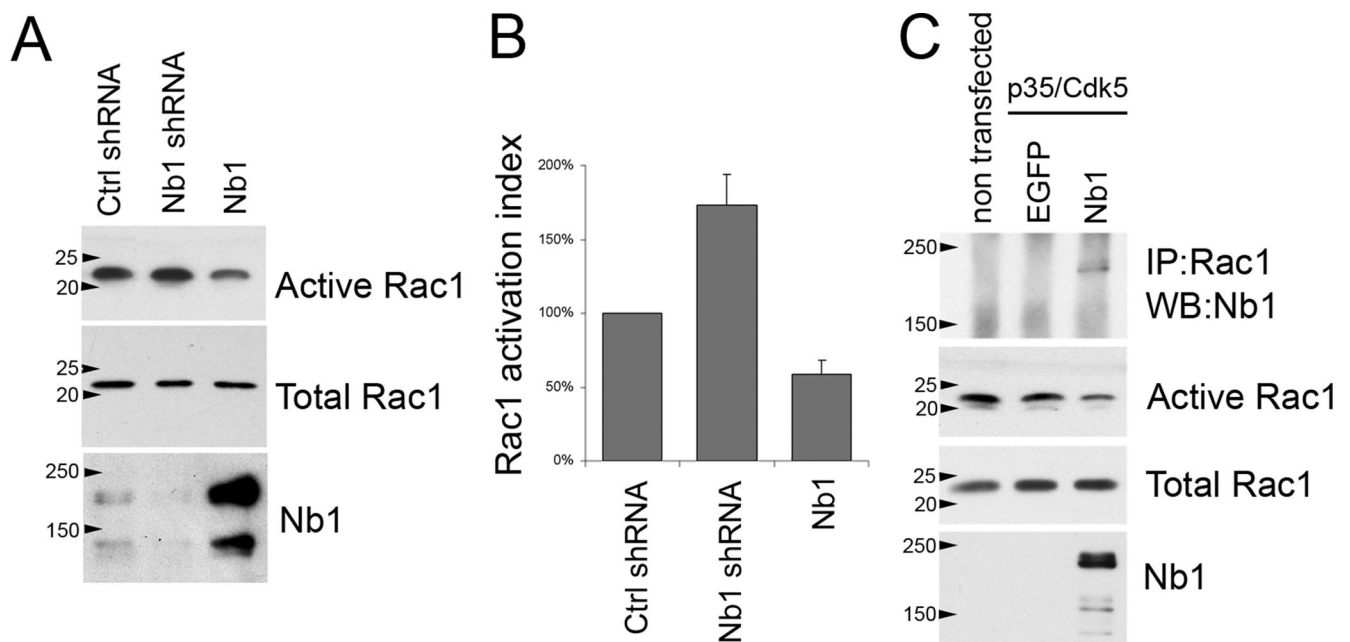 A
Ctrl shRNA
Nb1 shRNA
Nb1
25
20
Active Rac1
25
20
Total Rac1
250
150
Nb1
B
Rac1 activation index
200%
150%
100%
50%
0%
Ctrl shRNA
Nb1 shRNA
Nb1
C
non transfected
p35/Cdk5
EGFP
Nb1
250
150
IP:Rac1
WB:Nb1
25
20
Active Rac1
25
20
Total Rac1
250
150
Nb1